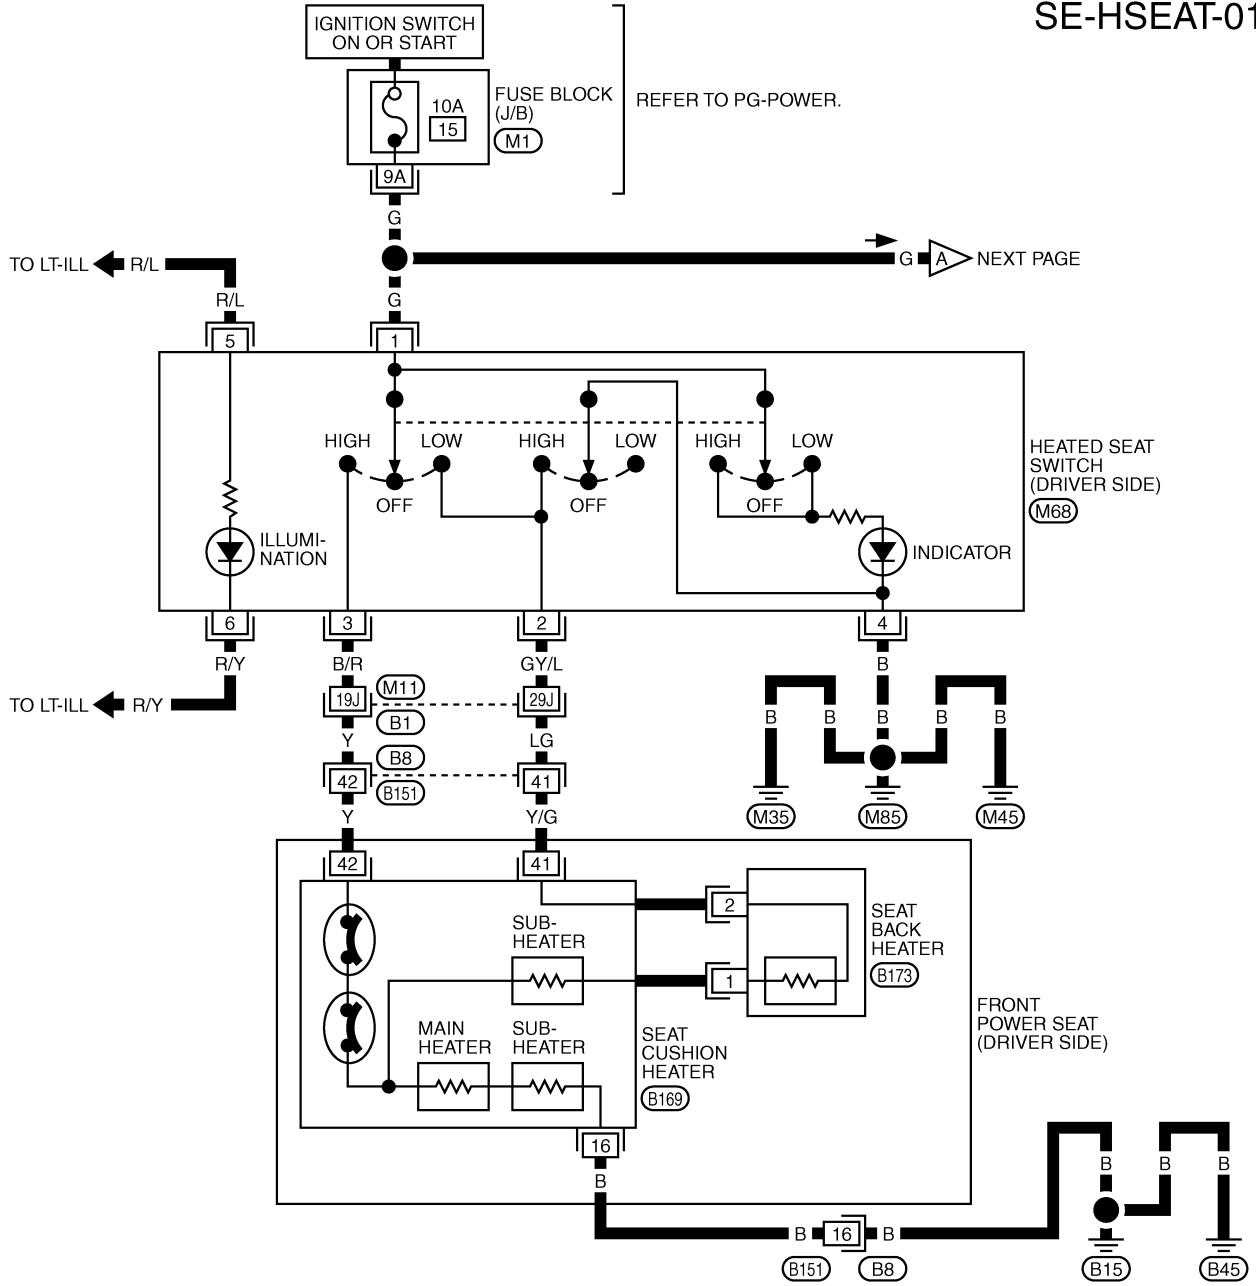 SE-HSEAT-01
IGNITION SWITCH
ON OR START
10A
15
FUSE BLOCK
(J/B)
M1
REFER TO PG-POWER.
9A
G
TO LT-ILL
R/L
G
A
NEXT PAGE
R/L
G
5
1
HIGH
LOW
HIGH
LOW
HIGH
LOW
OFF
OFF
OFF
HEATED SEAT
SWITCH
(DRIVER SIDE)
M68
ILLUMI-
NATION
INDICATOR
6
3
2
4
R/Y
B/R
GY/L
B
TO LT-ILL
R/Y
19J
M11
29J
B1
B
B
B
B
B
Y
LG
B8
42
41
B151
Y
Y/G
M35
M85
M45
42
41
2
SEAT
BACK
HEATER
B173
SUB-
HEATER
1
FRONT
POWER SEAT
(DRIVER SIDE)
MAIN
HEATER
SUB-
HEATER
SEAT
CUSHION
HEATER
B169
16
B
B
B
B
B
16
B
B151
B8
B15
B45